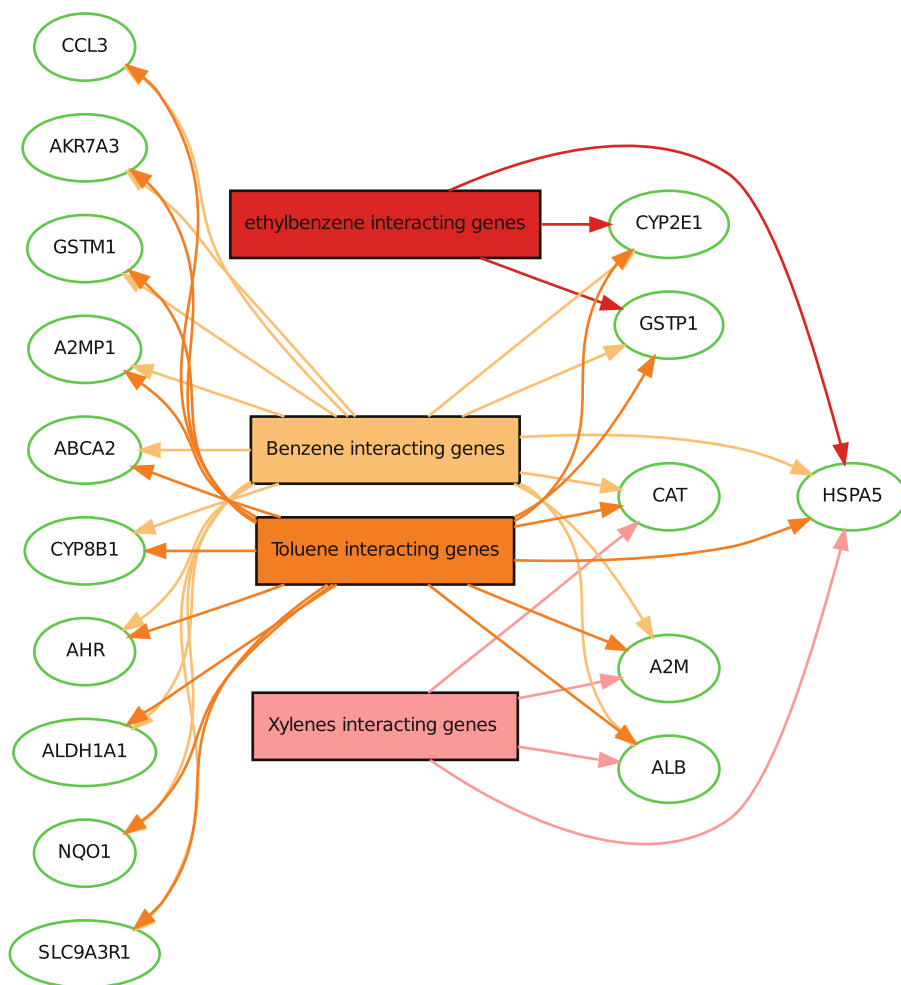 CCL3
AKR7A3
GSTM1
A2MP1
ABCA2
CYP8B1
AHR
ALDH1A1
NQO1
SLC9A3R1
ethylbenzene interacting genes
Benzene interacting genes
Toluene interacting genes
Xylenes interacting genes
CYP2E1
GSTP1
CAT
A2M
ALB
HSPA5